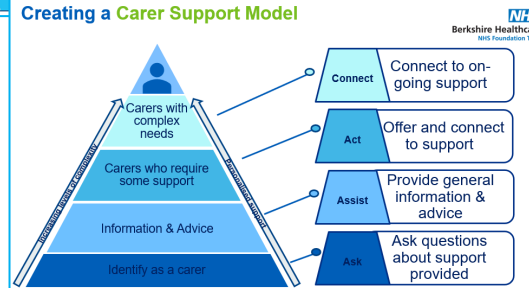 Creating a Carer Support Model
NH
Berkshire Healthca
NHS Foundation T
Carers with
complex
needs
Carers who require
some support
Information & Advice
Identify as a carer
Increasing levels of complexity
Personalised support
Connect
Connect to on-
going support
Act
Offer and connect
to support
Assist
Provide general
information &
advice
Ask
Ask questions
about support
provided